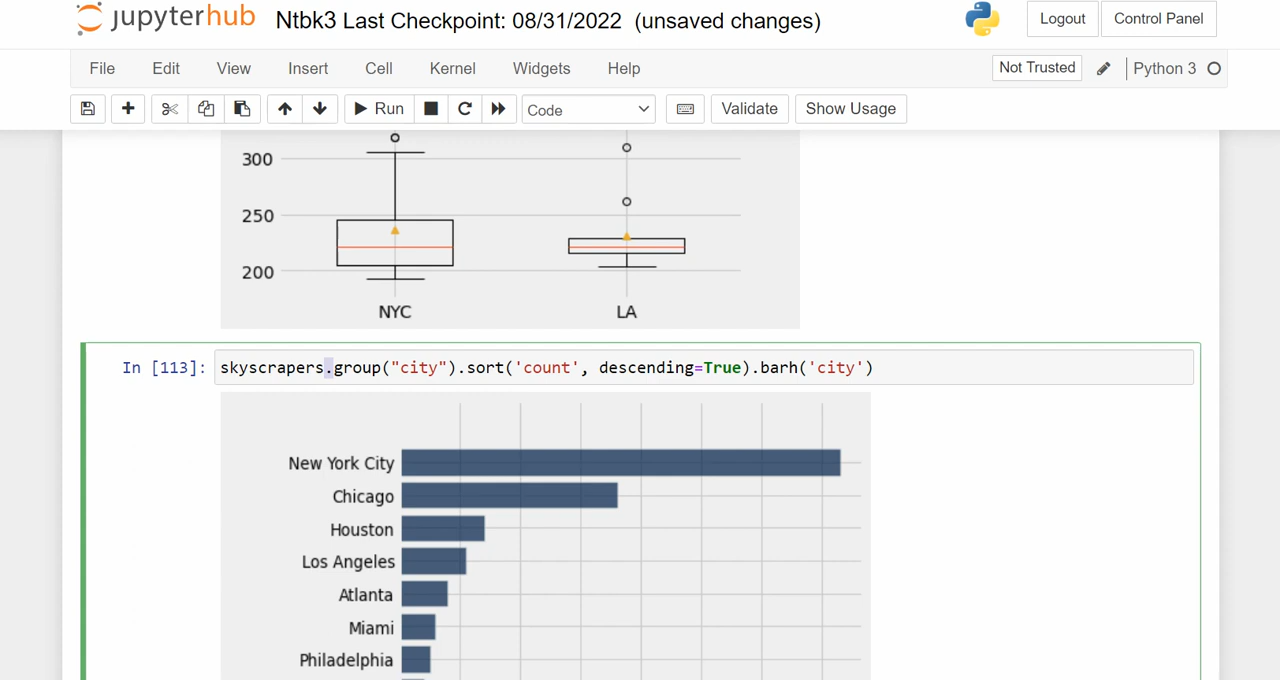 jupyterhub Ntbk3 Last Checkpoint: 08/31/2022 (unsaved changes) Logout Control Panel
File Edit View Insert Cell Kernel Widgets Help Not Trusted Python 3
Run Code Validate Show Usage
300
250
200
NYC LA
In [113]: skyscrapers.group("city").sort('count', descending=True).barh('city')
New York City
Chicago
Houston
Los Angeles
Atlanta
Miami
Philadelphia